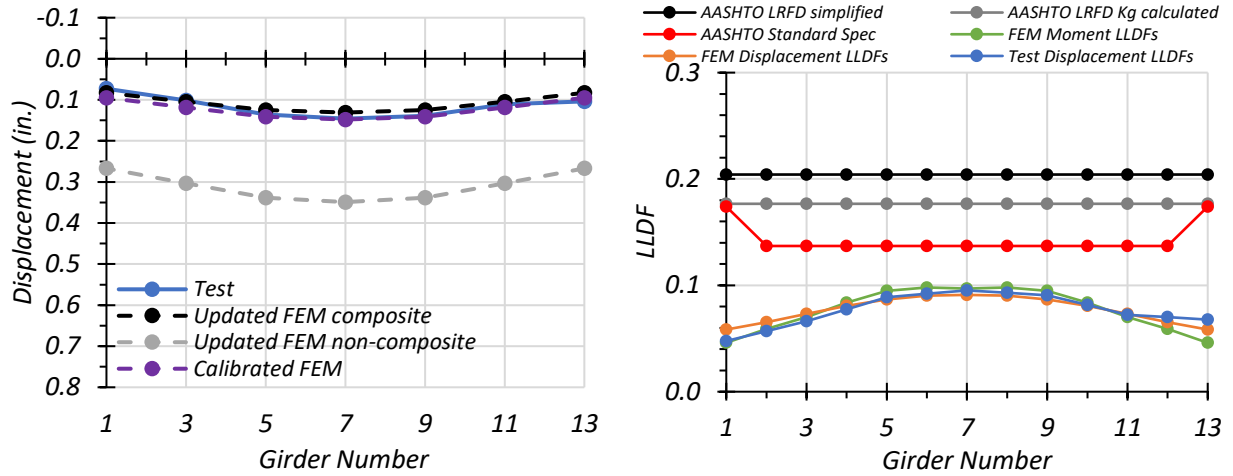 -0.1
0.0
0.1
0.2
0.3
0.4
0.5
0.6
0.7
0.8
Displacement (in.)
Test
Updated FEM composite
Updated FEM non-composite
Calibrated FEM
1 3 5 7 9 11 13
Girder Number
AASHTO LRFD simplified AASHTO LRFD Kg calculated
AASHTO Standard Spec FEM Moment LLDFs
FEM Displacement LLDFs Test Displacement LLDFs
0.3
0.2
0.1
0.0
LLDF
1 3 5 7 9 11 13
Girder Number